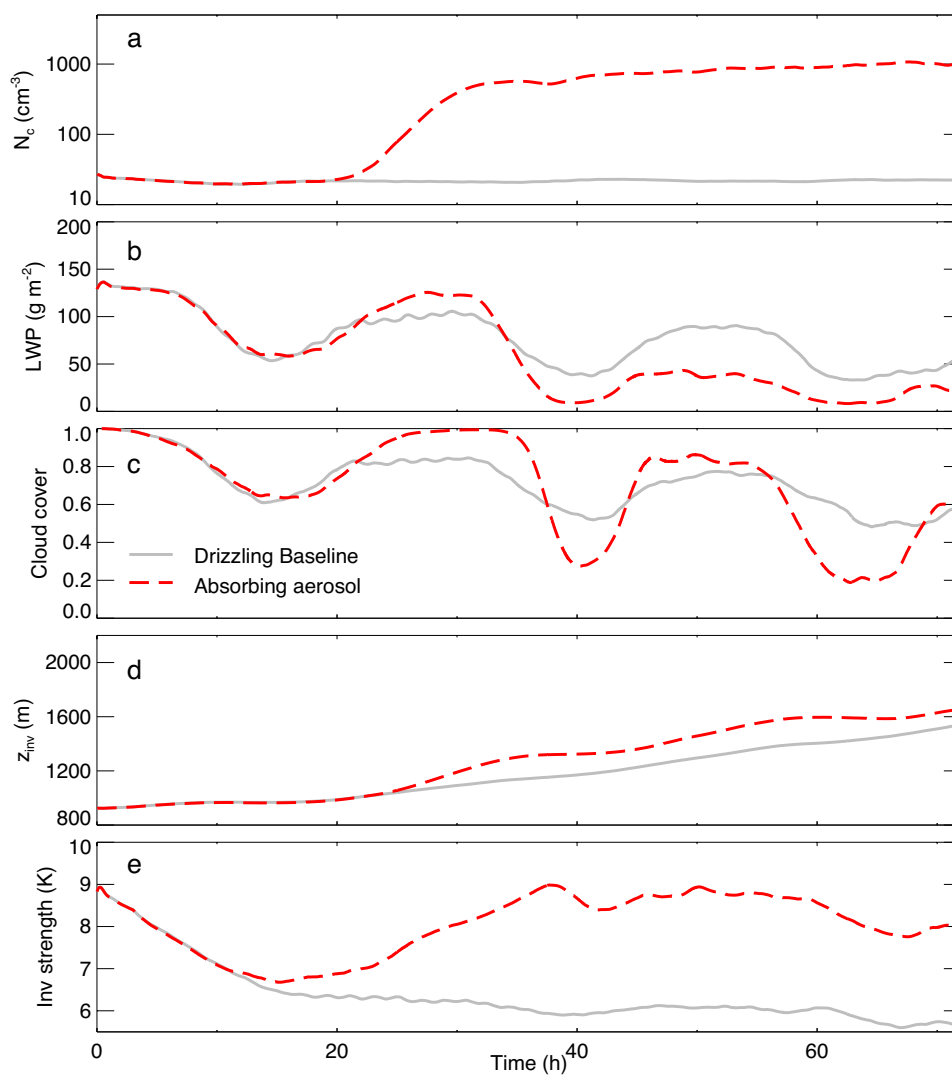 a
1000
100
10
N_c (cm⁻³)
b
200
150
100
50
0
LWP (g m⁻²)
c
1.0
0.8
0.6
0.4
0.2
0.0
Cloud cover
Drizzling Baseline
Absorbing aerosol
d
2000
1600
1200
800
z_inv (m)
e
10
9
8
7
6
Inv strength (K)
0
20
40
60
Time (h)